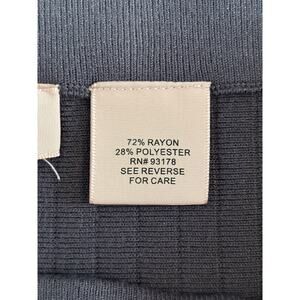 72% RAYON
28% POLYESTER
RN# 93178
SEE REVERSE
FOR CARE